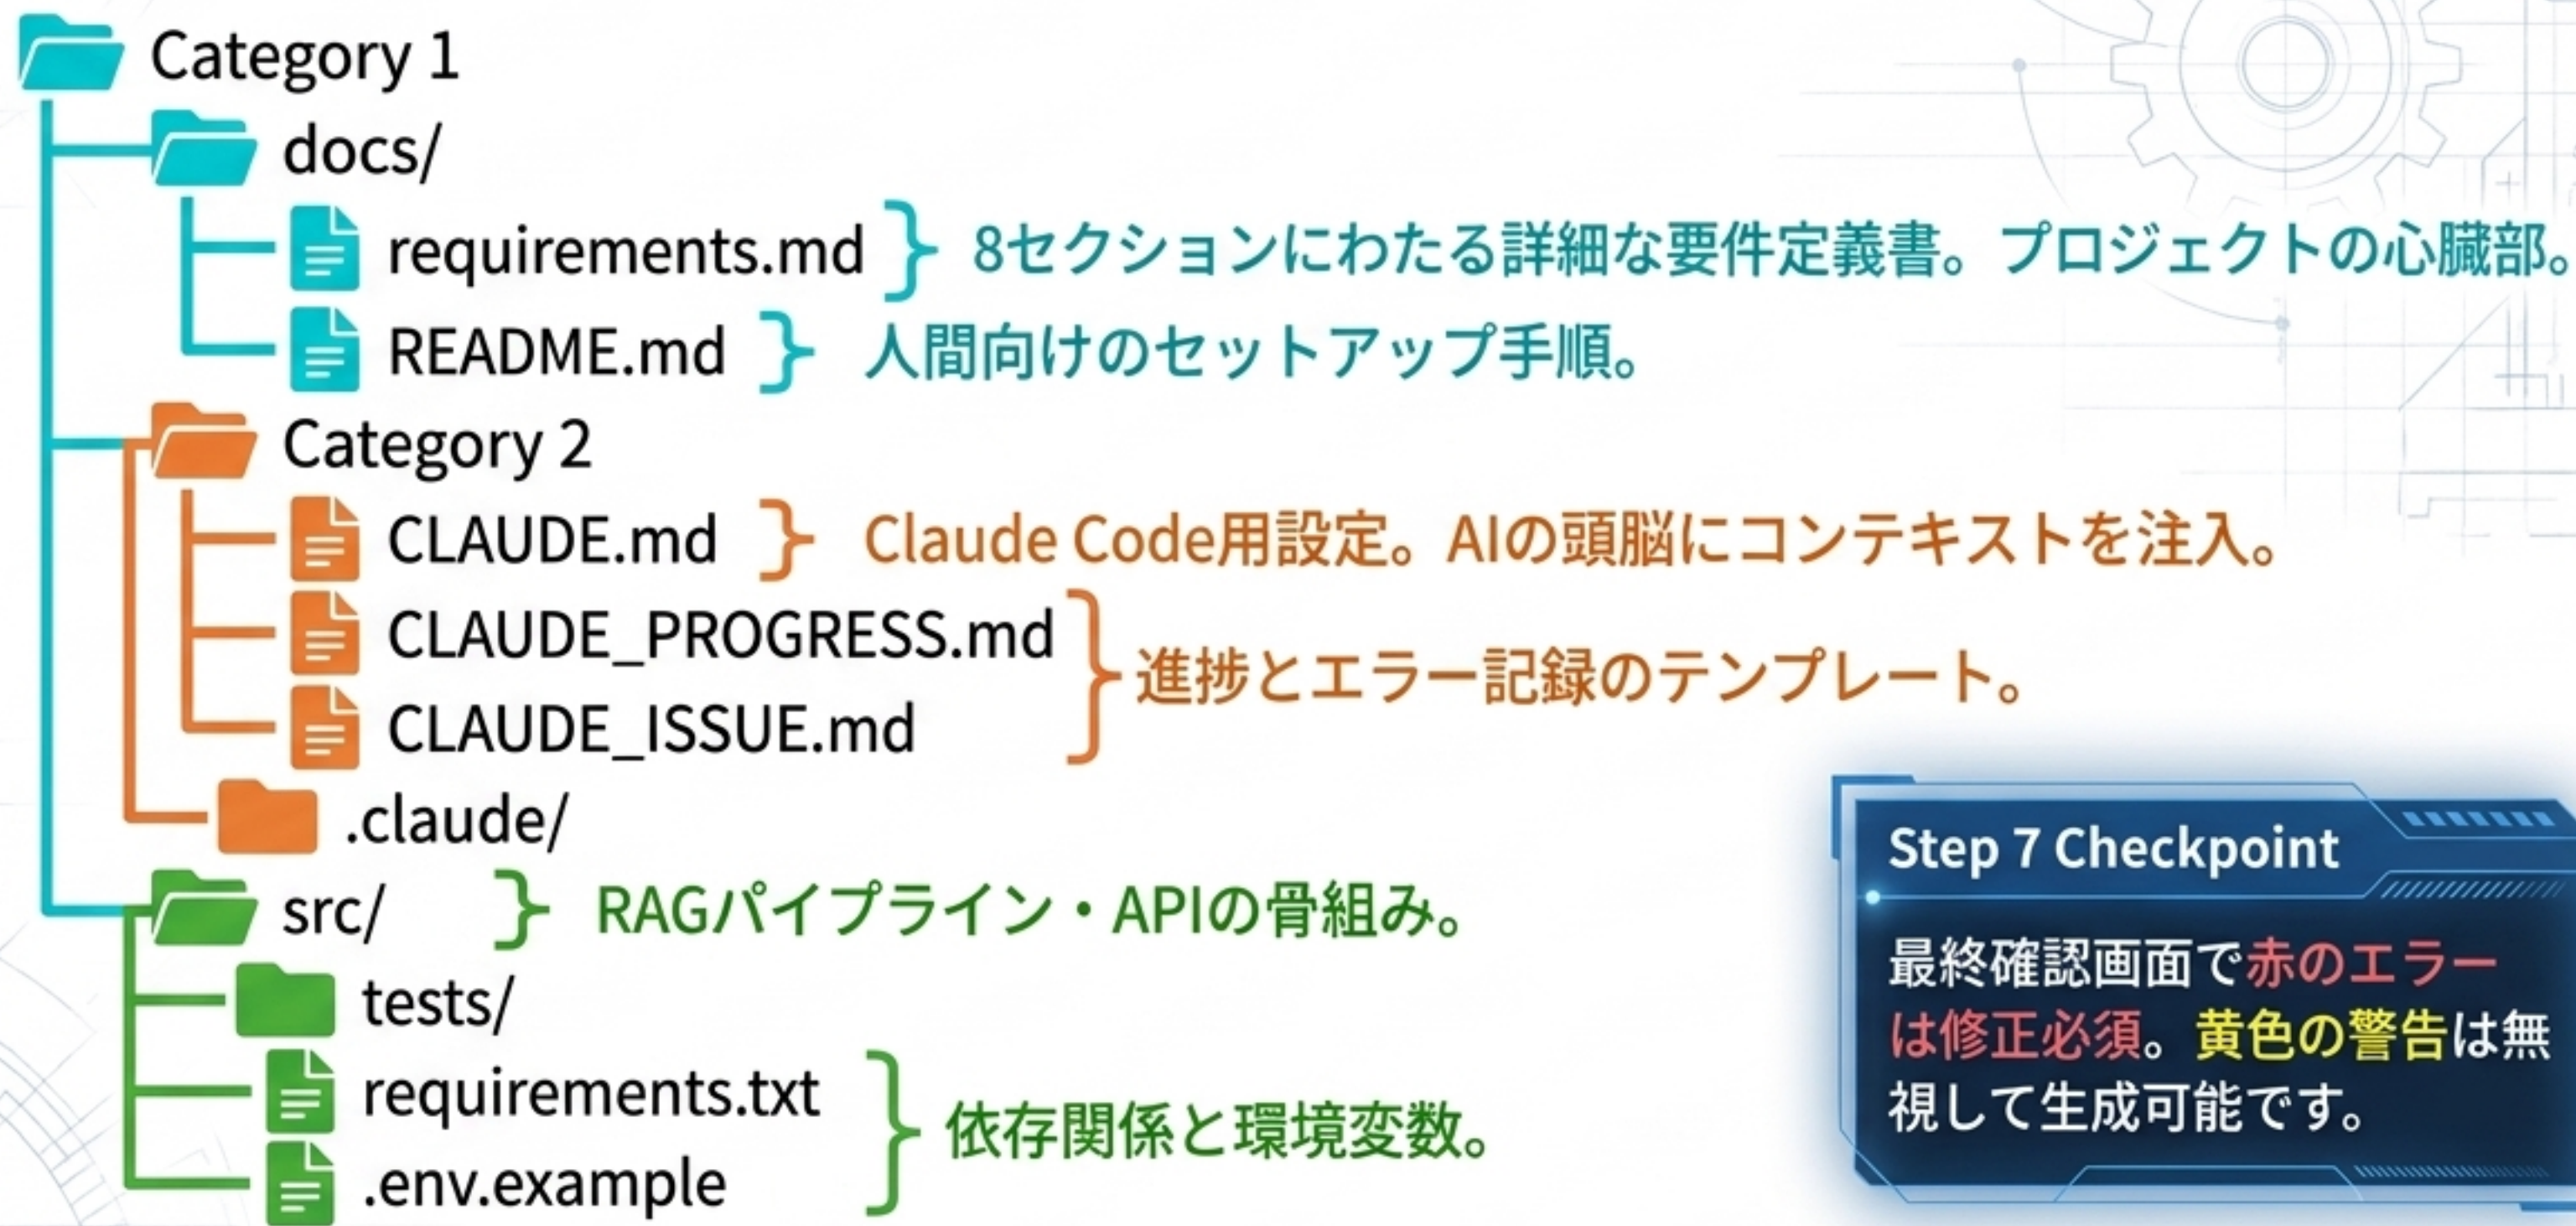 Category 1
docs/
requirements.md
8セクションにわたる詳細な要件定義書。プロジェクトの心臓部。
README.md
人間向けのセットアップ手順。
Category 2
CLAUDE.md
Claude Code用設定。AIの頭脳にコンテキストを注入。
CLAUDE_PROGRESS.md
進捗とエラー記録のテンプレート。
CLAUDE_ISSUE.md
.claude/
src/
RAGパイプライン・APIの骨組み。
tests/
requirements.txt
依存関係と環境変数。
.env.example
Step 7 Checkpoint
最終確認画面で赤のエラー
は修正必須。黄色の警告は無
視して生成可能です。